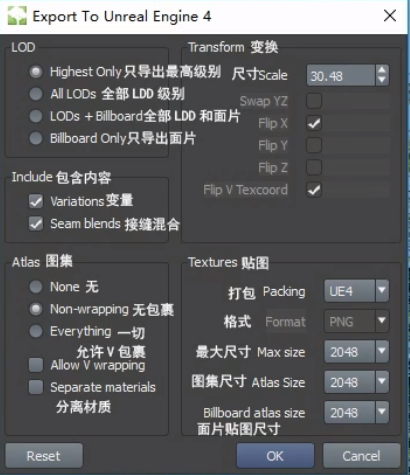 Export To Unreal Engine 4
LOD
Highest Only 只导出最高级别
All LODs 全部 LDD 级别
LODs + Billboard 全部 LDD 和面片
Billboard Only 只导出面片
Include 包含内容
Variations 变量
Seam blends 接缝混合
Atlas 图集
None 无
Non-wrapping 无包裹
Everything 一切
允许 V 包裹
Allow V wrapping
Separate materials
分离材质
Transform 变换
尺寸 Scale 30.48
Swap YZ
Flip X
Flip Y
Flip Z
Flip V Texcoord
Textures 贴图
打包 Packing UE4
格式 Format PNG
最大尺寸 Max size 2048
图集尺寸 Atlas Size 2048
Billboard atlas size 2048
面片贴图尺寸
Reset
OK
Cancel